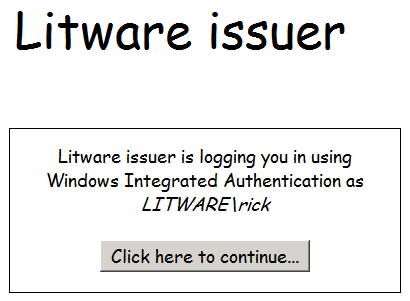 Litware issuer
Litware issuer is logging you in using
Windows Integrated Authentication as
LITWARE\rick
Click here to continue...